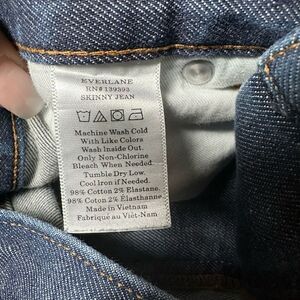 EVERLANE
RN# 139393
SKINNY JEAN
Machine Wash Cold
With Like Colors
Wash Inside Out.
Only Non-Chlorine
Bleach When Needed.
Tumble Dry Low.
Cool Iron if Needed.
98% Cotton 2% Elastane.
98% Coton 2% Élasthanne
Made in Vietnam
Fabriqué au Việt-Nam